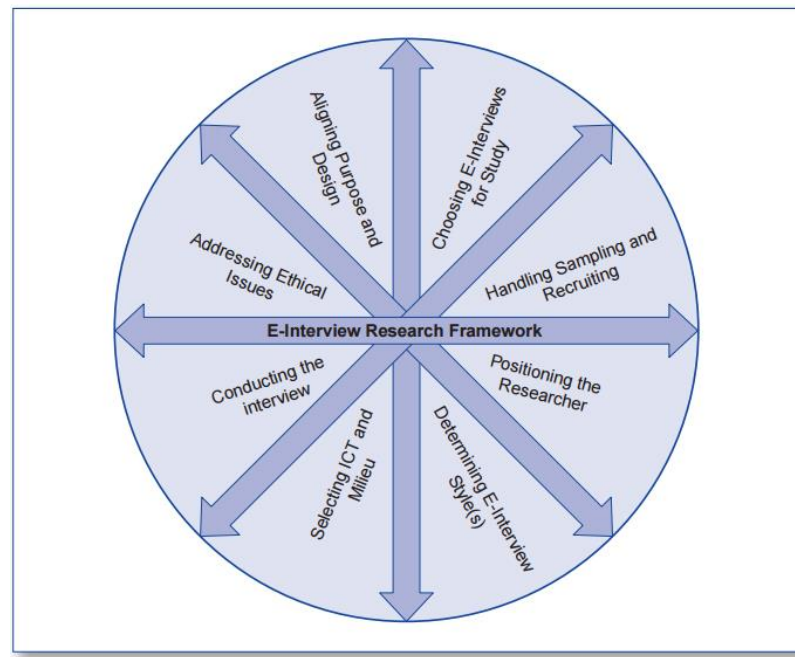 Aligning Purpose and
Design
Choosing E-Interviews
for Study
Handling Sampling and
Recruiting
Positioning the
Researcher
Determining E-Interview
Style(s)
Selecting ICT and
Milieu
Conducting the
interview
Addressing Ethical
Issues
E-Interview Research Framework